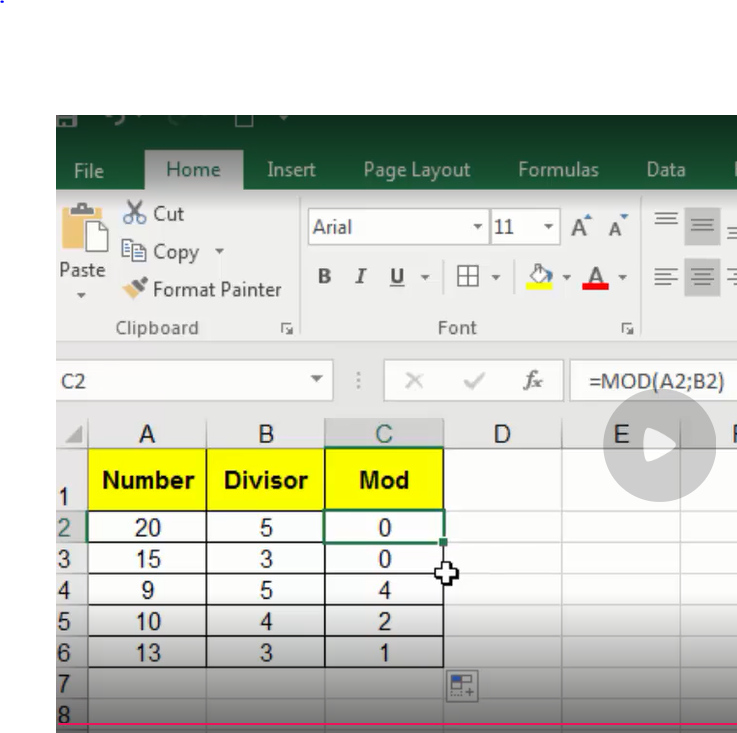 File Home Insert Page Layout Formulas Data
Cut
Arial 11 A A
Copy
Paste
B I U A
Format Painter
Clipboard Font
C2 fx =MOD(A2;B2)
A B C D E
1 Number Divisor Mod
2 20 5 0
3 15 3 0
4 9 5 4
5 10 4 2
6 13 3 1
7
8